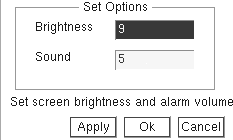 Set Options
Brightness 9
Sound 5
Set screen brightness and alarm volume
Apply Ok Cancel